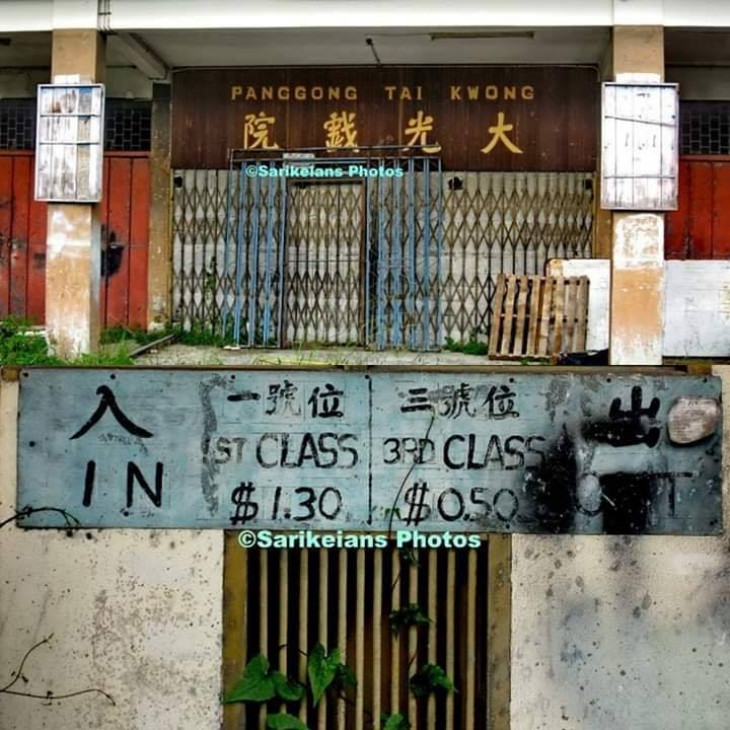 PANGGONG TAI KWONG
大光戲院
©Sarikeians Photos
入
IN
一號位
1ST CLASS
$1.30
三號位
3RD CLASS
$0.50
出
OUT
©Sarikeians Photos